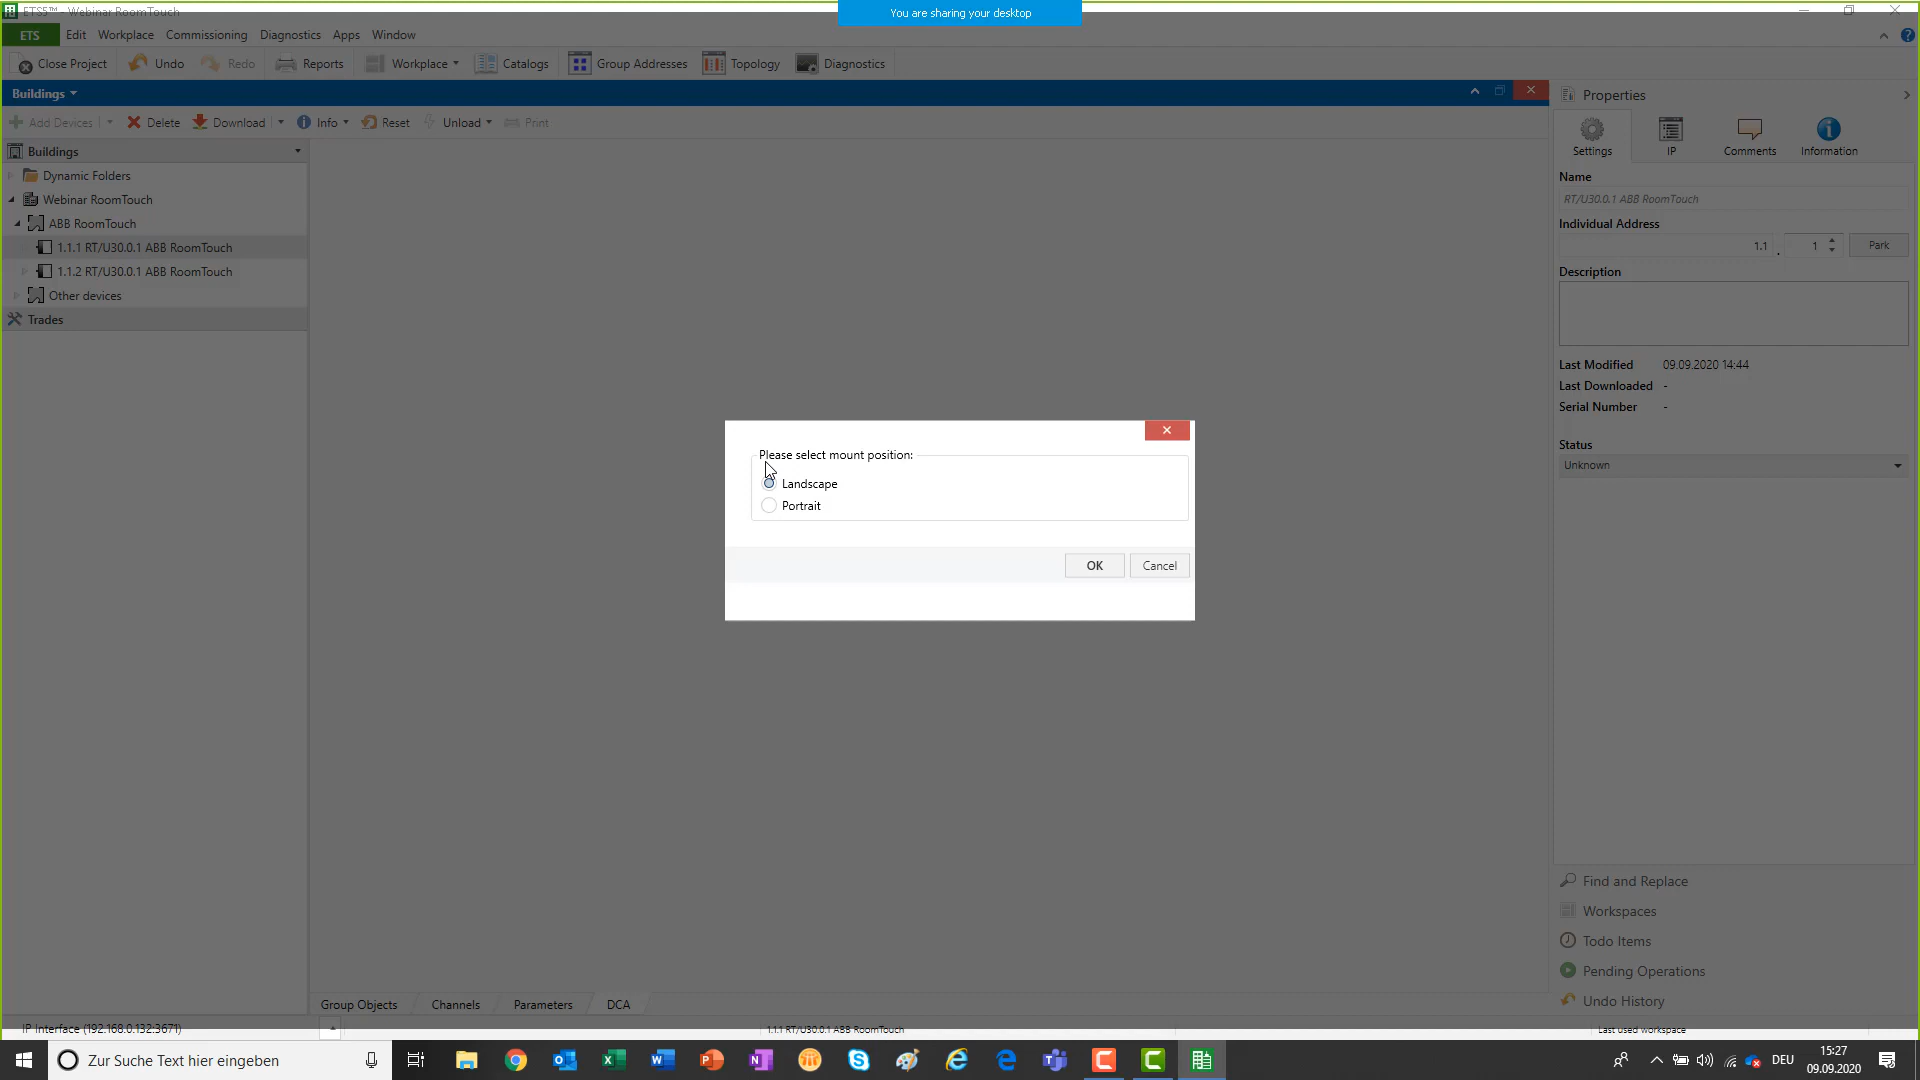 ETS5™ - Webinar RoomTouch
You are sharing your desktop
ETS Edit Workplace Commissioning Diagnostics Apps Window
Close Project Undo Redo Reports Workplace Catalogs Group Addresses Topology Diagnostics
Buildings
Add Devices Delete Download Info Reset Unload Print
Buildings
Dynamic Folders
Webinar RoomTouch
ABB RoomTouch
1.1.1 RT/U30.0.1 ABB RoomTouch
1.1.2 RT/U30.0.1 ABB RoomTouch
Other devices
Trades
Please select mount position:
Landscape
Portrait
OK Cancel
Properties
Settings IP Comments Information
Name
RT/U30.0.1 ABB RoomTouch
Individual Address
1.1 . 1 Park
Description
Last Modified 09.09.2020 14:44
Last Downloaded -
Serial Number -
Status
Unknown
Find and Replace
Workspaces
Todo Items
Pending Operations
Undo History
Group Objects Channels Parameters DCA
IP Interface (192.168.0.132:3671) 1.1.1 RT/U30.0.1 ABB RoomTouch Last used workspace
Zur Suche Text hier eingeben
DEU 15:27
09.09.2020